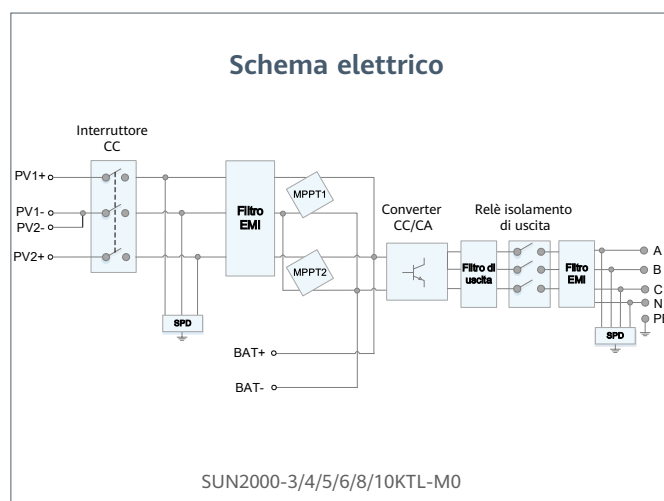 Schema elettrico
Interruttore
CC
PV1+
PV1-
PV2-
PV2+
Filtro
EMI
MPPT1
MPPT2
SPD
BAT+
BAT-
Converter
CC/CA
Filtro di
uscita
Relè isolamento
di uscita
Filtro
EMI
A
B
C
N
SPD
SUN2000-3/4/5/6/8/10KTL-M0